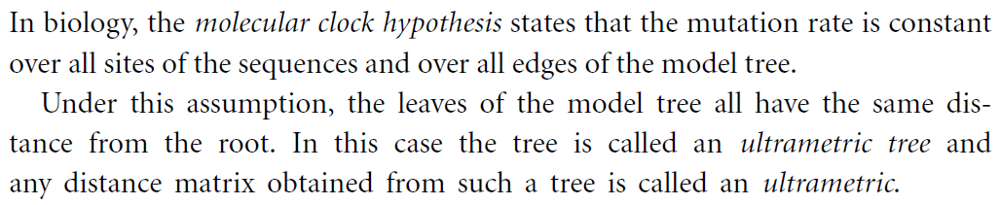 In biology, the molecular clock hypothesis states that the mutation rate is constant
over all sites of the sequences and over all edges of the model tree.
Under this assumption, the leaves of the model tree all have the same dis-
tance from the root. In this case the tree is called an ultrametric tree and
any distance matrix obtained from such a tree is called an ultrametric.